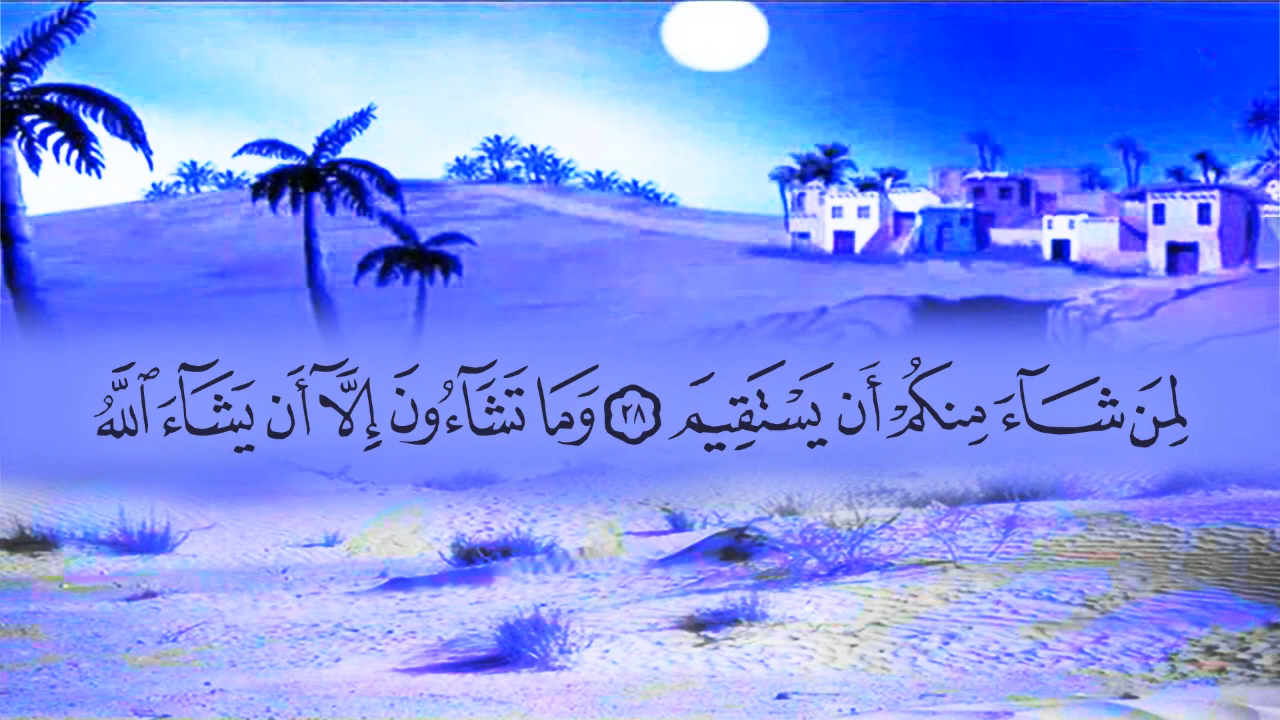 لِمَن شَآءَ مِنكُمْ أَن يَسْتَقِيمَ ٢٨ وَمَا تَشَآءُونَ إِلَّآ أَن يَشَآءَ ٱللَّهُ